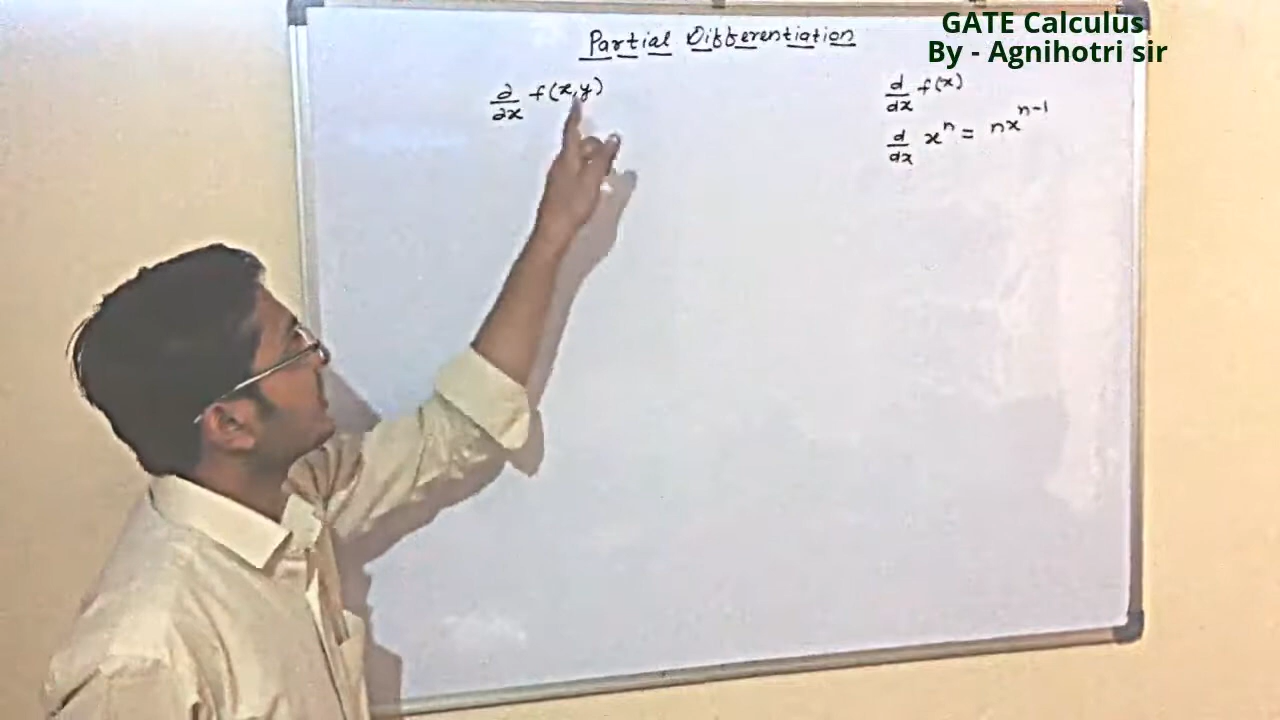 GATE Calculus
By - Agnihotri sir
Partial Differentiation
∂/∂x f(x,y)
d/dx f(x)
d/dx xⁿ = nxⁿ⁻¹